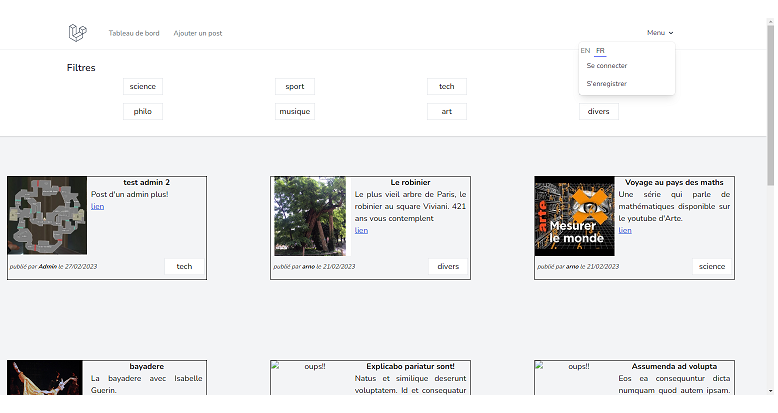 Tableau de bord Ajouter un post Menu
EN FR
Se connecter
S'enregistrer
Filtres
science sport tech
philo musique art divers
test admin 2
Post d'un admin plus!
lien
publié par Admin le 27/02/2023
tech
Le robinier
Le plus vieil arbre de Paris, le
robinier au square Viviani. 421
ans vous contemplent
lien
publié par arno le 21/02/2023
divers
arte
Mesurer
le monde
Voyage au pays des maths
Une série qui parle de
mathématiques disponible sur
le youtube d'Arte.
lien
publié par arno le 21/02/2023
science
bayadere
La bayadere avec Isabelle
Guerin.
oups!!
Explicabo pariatur sont!
Natus et similique deserunt
voluptatem. Id et consequatur
oups!!
Assumenda ad volupta
Eos ea consequuntur dicta
numquam quod autem ipsam.